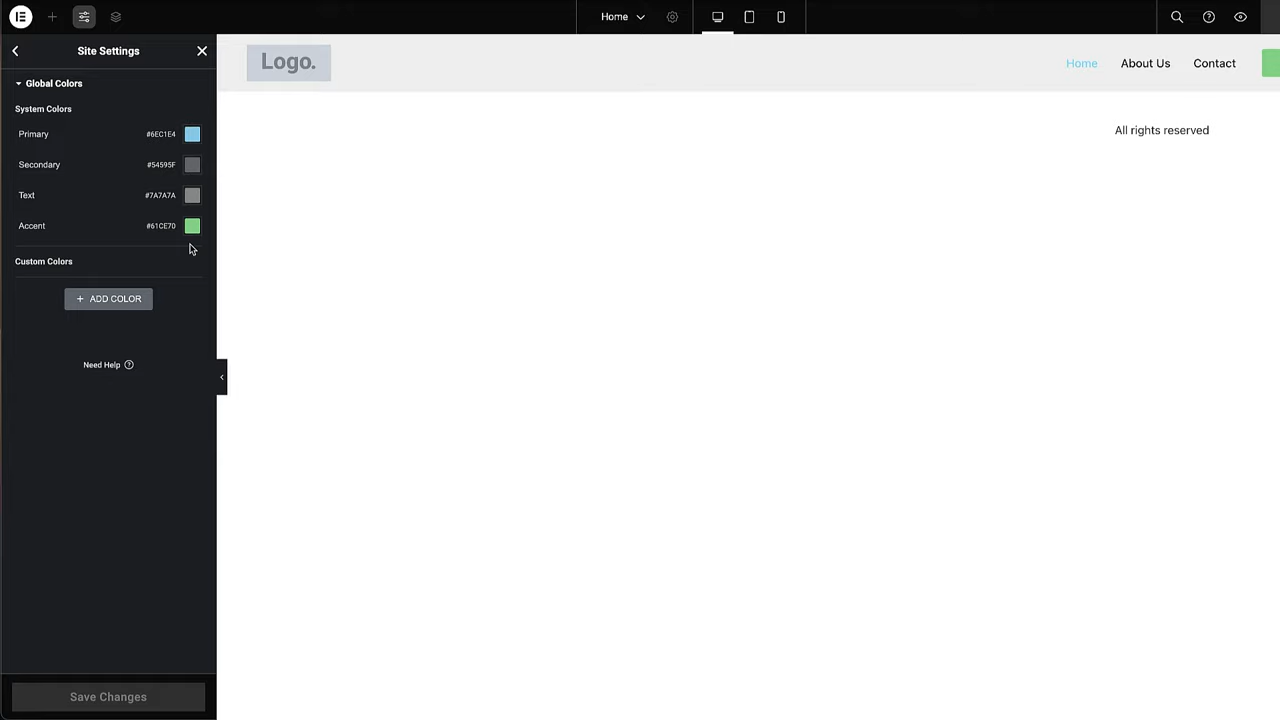 Home
Site Settings
Global Colors
System Colors
Primary #6EC1E4
Secondary #54595F
Text #7A7A7A
Accent #61CE70
Custom Colors
+ ADD COLOR
Need Help
Save Changes
Logo.
Home About Us Contact
All rights reserved